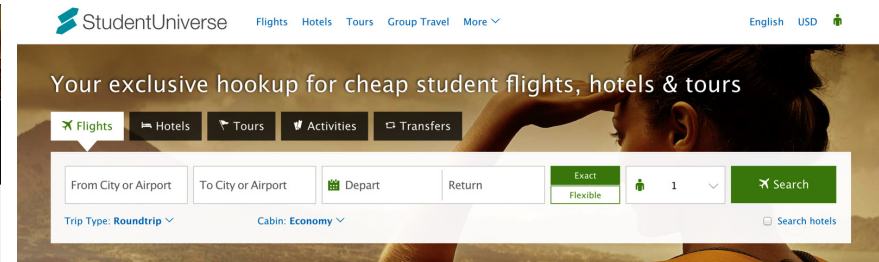 StudentUniverse Flights Hotels Tours Group Travel More English USD
Your exclusive hookup for cheap student flights, hotels & tours
Flights Hotels Tours Activities Transfers
From City or Airport To City or Airport Depart Return Exact Flexible 1 Search
Trip Type: Roundtrip Cabin: Economy Search hotels